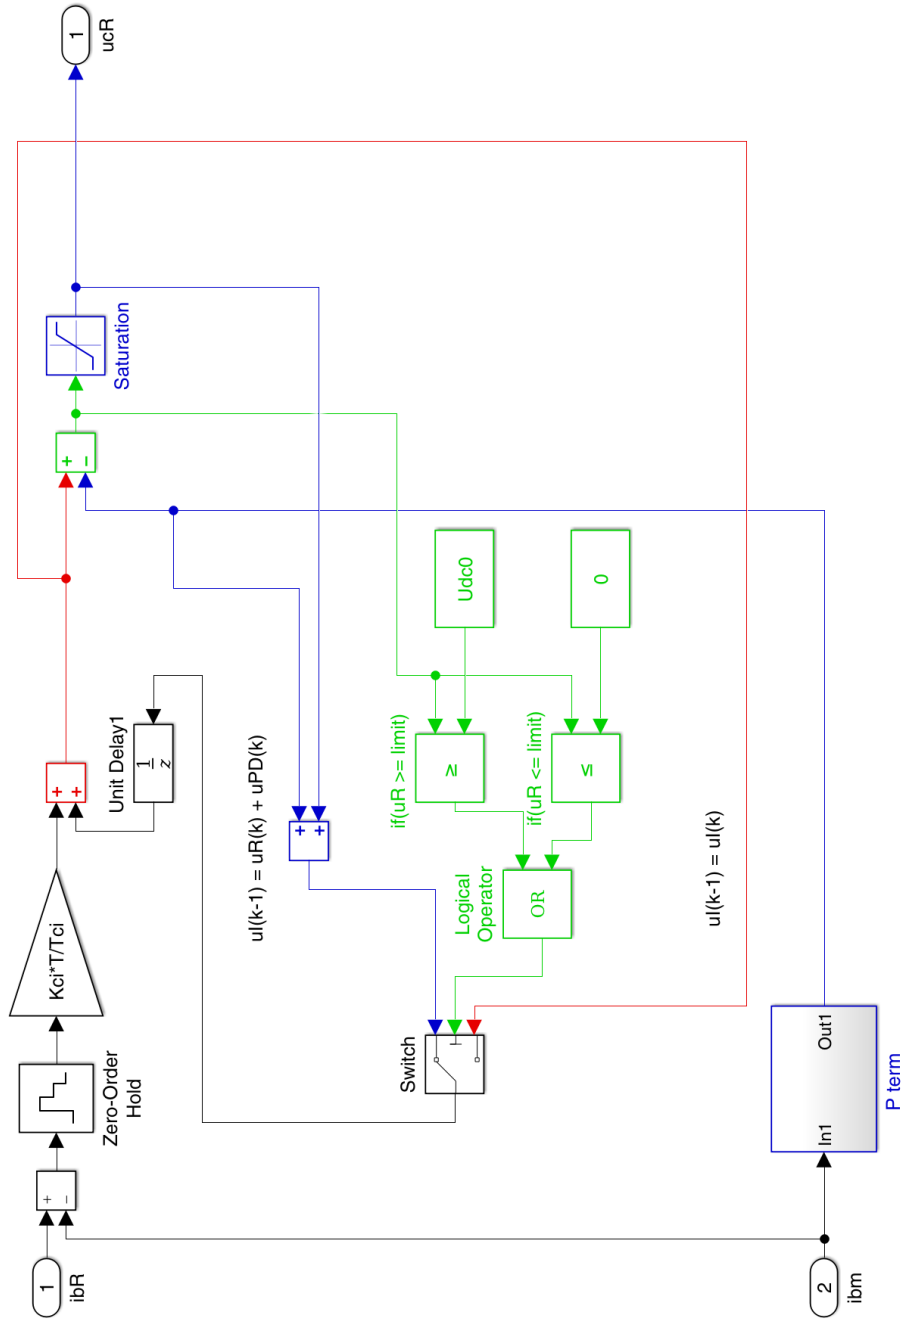 1
ibR
+
−
Zero-Order
Hold
Kci*T/Tci
+
+
Unit Delay1
1
z
+
−
Saturation
1
ucR
uI(k-1) = uR(k) + uPD(k)
+
+
Switch
Logical
Operator
OR
if(uR >= limit)
≥
Udc0
if(uR <= limit)
≤
0
uI(k-1) = uI(k)
2
ibm
In1
Out1
P term